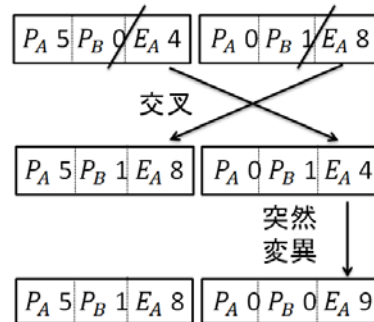 P_A 5 P_B 0 E_A 4 P_A 0 P_B 1 E_A 8
交叉
P_A 5 P_B 1 E_A 8 P_A 0 P_B 1 E_A 4
突然
変異
P_A 5 P_B 1 E_A 8 P_A 0 P_B 0 E_A 9